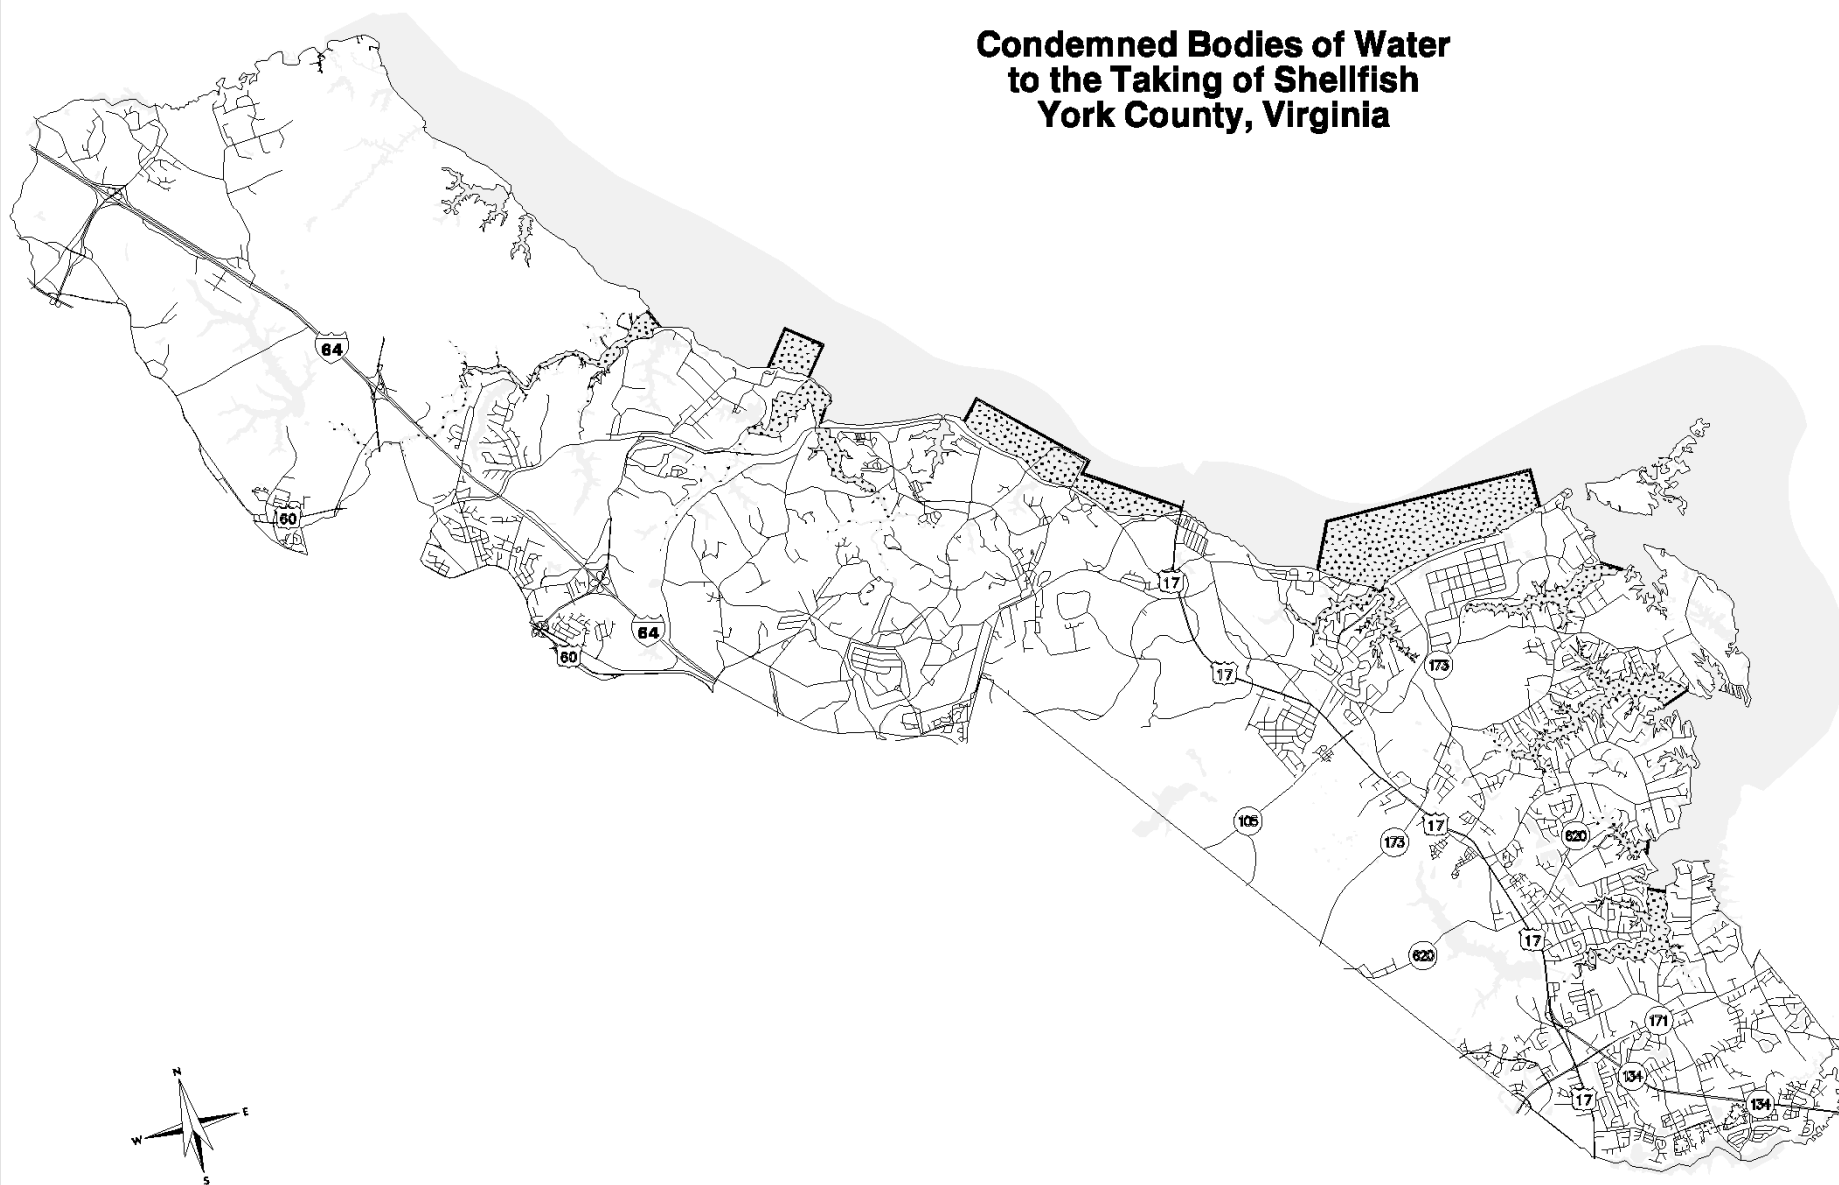 Condemned Bodies of Water
to the Taking of Shellfish
York County, Virginia
64
60
17
64
60
17
173
105
17
620
173
17
620
171
134
17
134
N
E
W
S